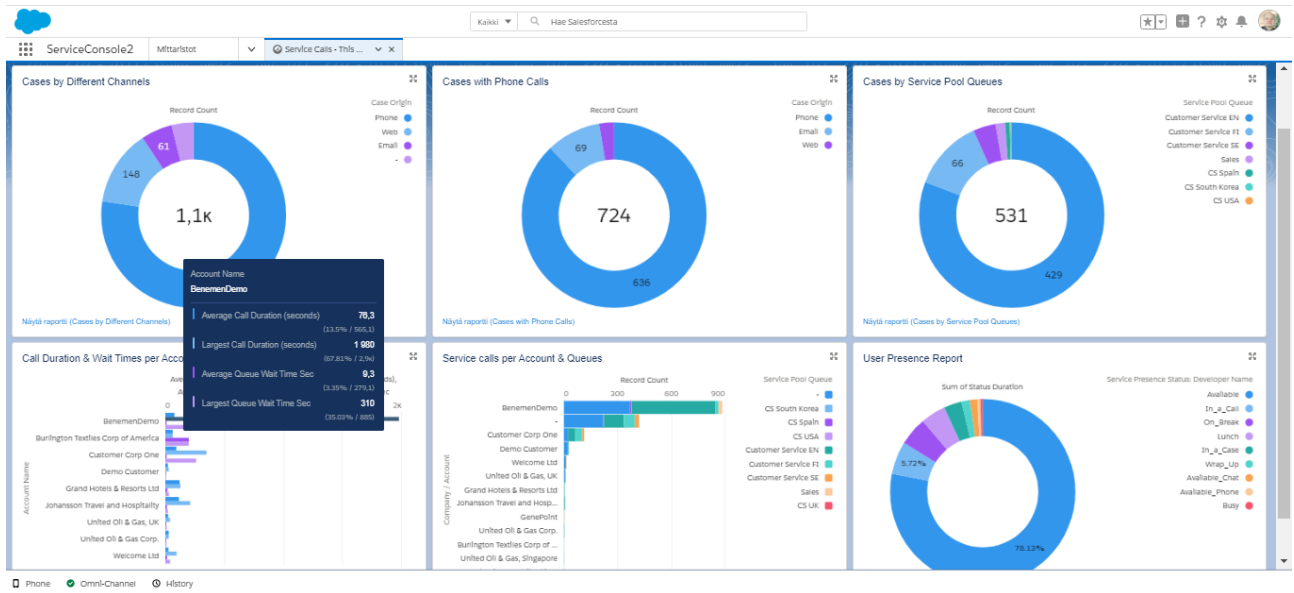 Kaikki
Hae Salesforcesta
ServiceConsole2
Mittaristot
Service Calls - This ...
Cases by Different Channels
Record Count
Case Origin
Phone
Web
Email
-
61
148
1,1K
Näytä raportti (Cases by Different Channels)
Cases with Phone Calls
Record Count
Case Origin
Phone
Email
Web
69
724
636
Näytä raportti (Cases with Phone Calls)
Cases by Service Pool Queues
Record Count
Service Pool Queue
Customer Service EN
Customer Service FI
Customer Service SE
Sales
CS Spain
CS South Korea
CS USA
66
531
429
Näytä raportti (Cases by Service Pool Queues)
Account Name
BenemenDemo
Average Call Duration (seconds) 76,3
(13.5% / 565,1)
Largest Call Duration (seconds) 1 980
(67.81% / 2,9k)
Average Queue Wait Time Sec 9,3
(3.35% / 279,1)
Largest Queue Wait Time Sec 310
(35.03% / 885)
Call Duration & Wait Times per Acco
0
2K
Account Name
BenemenDemo
Burlington Textiles Corp of America
Customer Corp One
Demo Customer
Grand Hotels & Resorts Ltd
Johansson Travel and Hospitality
United Oil & Gas, UK
United Oil & Gas Corp.
Welcome Ltd
Service calls per Account & Queues
Record Count
0 300 600 900
Company / Account
BenemenDemo
-
Customer Corp One
Demo Customer
Welcome Ltd
United Oil & Gas, UK
Grand Hotels & Resorts Ltd
Johansson Travel and Hosp...
GenePoint
United Oil & Gas Corp.
Burlington Textiles Corp of ...
United Oil & Gas, Singapore
Service Pool Queue
-
CS South Korea
CS Spain
CS USA
Customer Service EN
Customer Service FI
Customer Service SE
Sales
CS UK
User Presence Report
Sum of Status Duration
Service Presence Status: Developer Name
Available
In_a_Call
On_Break
Lunch
In_a_Case
Wrap_Up
Available_Chat
Available_Phone
Busy
5.72%
78.13%
Phone
Omni-Channel
History